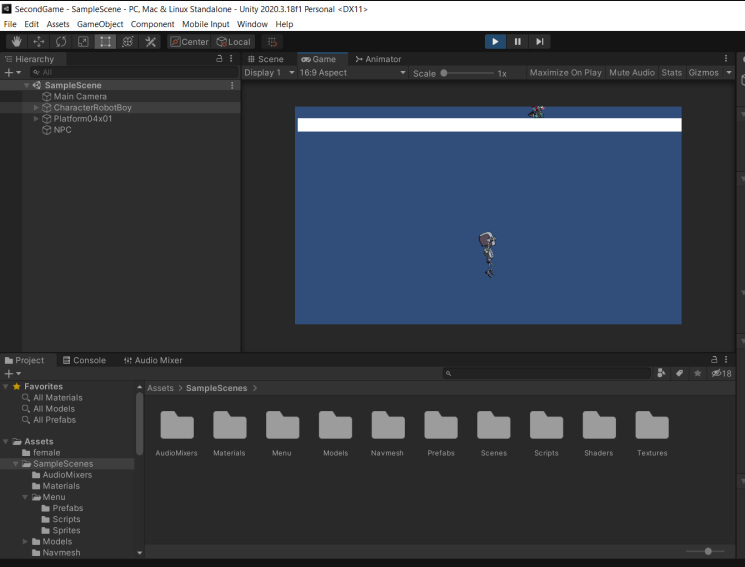 SecondGame - SampleScene - PC, Mac & Linux Standalone - Unity 2020.3.18f1 Personal <DX11>
File Edit Assets GameObject Component Mobile Input Window Help
Center Local
Hierarchy
All
SampleScene
Main Camera
CharacterRobotBoy
Platform04x01
NPC
Scene Game Animator
Display 1 16:9 Aspect Scale 1x Maximize On Play Mute Audio Stats Gizmos
Project Console Audio Mixer
18
Favorites
All Materials
All Models
All Prefabs
Assets
female
SampleScenes
AudioMixers
Materials
Menu
Prefabs
Scripts
Sprites
Models
Navmesh
Assets > SampleScenes >
AudioMixers Materials Menu Models Navmesh Prefabs Scenes Scripts Shaders Textures